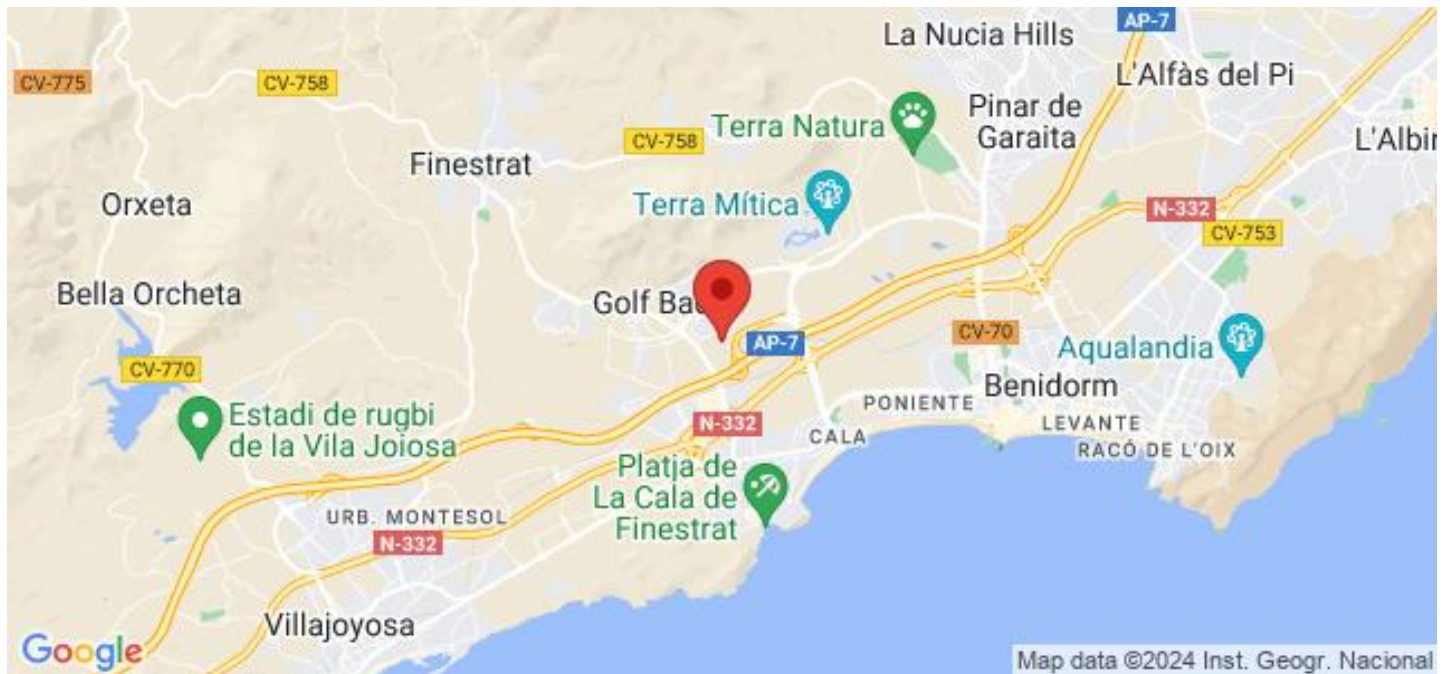 AP-7
La Nucia Hills
L'Alfàs del Pi
CV-775
CV-758
Pinar de
Garaita
Terra Natura
CV-758
L'Albir
Finestrat
Orxeta
Terra Mítica
N-332
CV-753
Bella Orcheta
Golf
CV-70
AP-7
Aqualandia
CV-770
Benidorm
PONIENTE
Estadi de rugbi
de la Vila Joiosa
N-332
LEVANTE
CALA
RACÓ DE L'OIX
Platja de
La Cala de
Finestrat
URB. MONTESOL
N-332
Villajoyosa
Google
Map data ©2024 Inst. Geogr. Nacional